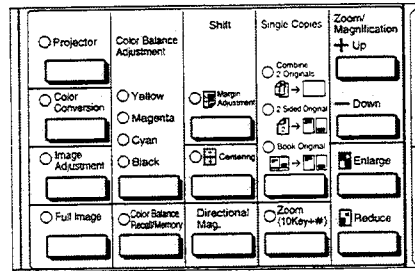 Projector
Color
Conversion
Image
Adjustment
Full Image
Color Balance
Adjustment
Yellow
Magenta
Cyan
Black
Color Balance
Recall/Memory
Shift
Margin
Adjustment
Centering
Directional
Mag.
Single Copies
Combine
2 Originals
2 Sided Original
Book Original
Zoom
(10Key+#)
Zoom/
Magnification
+ Up
— Down
Enlarge
Reduce